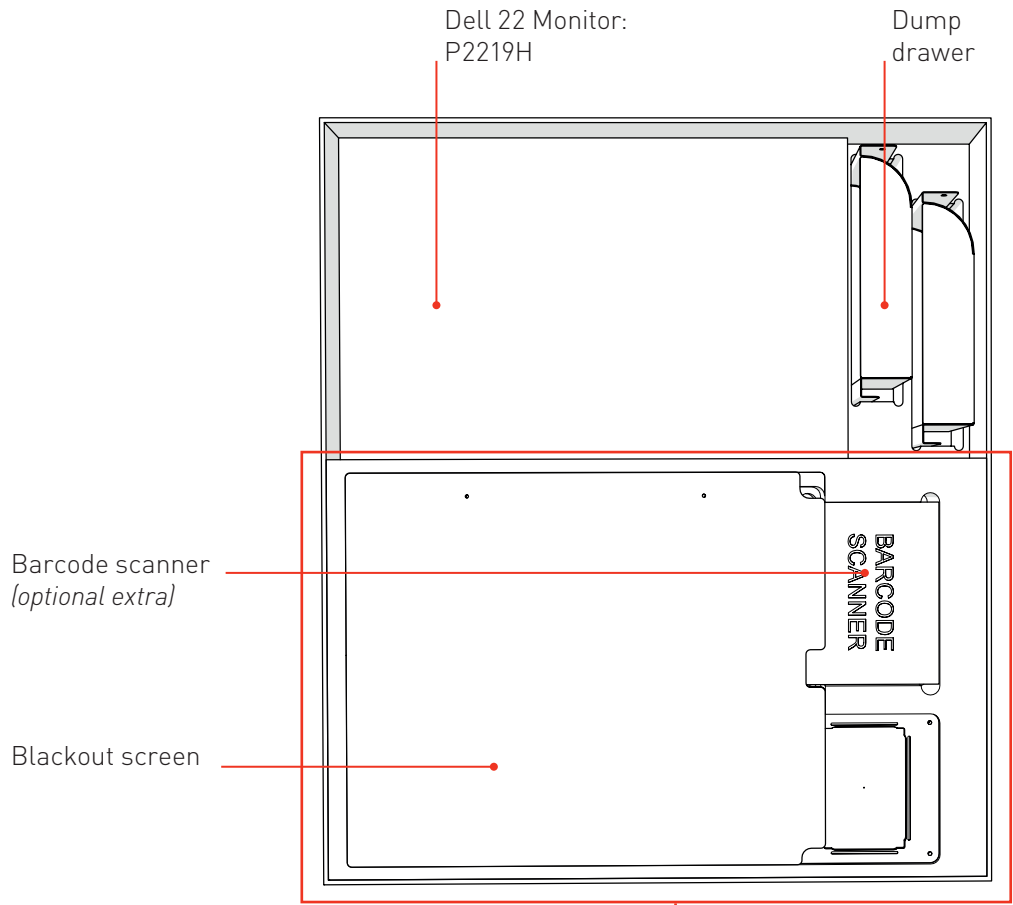 Dell 22 Monitor:
P2219H
Dump
drawer
Barcode scanner
(optional extra)
BARCODE
SCANNER
Blackout screen